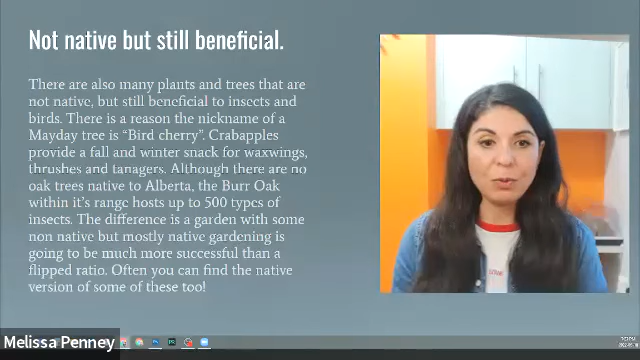 Not native but still beneficial.
There are also many plants and trees that are
not native, but still beneficial to insects and
birds. There is a reason the nickname of a
Mayday tree is “Bird cherry”. Crabapples
provide a fall and winter snack for waxwings,
thrushes and tanagers. Although there are no
oak trees native to Alberta, the Burr Oak
within it’s range hosts up to 500 types of
insects. The difference is a garden with some
non native but mostly native gardening is
going to be much more successful than a
flipped ratio. Often you can find the native
version of some of these too!
Melissa Penney